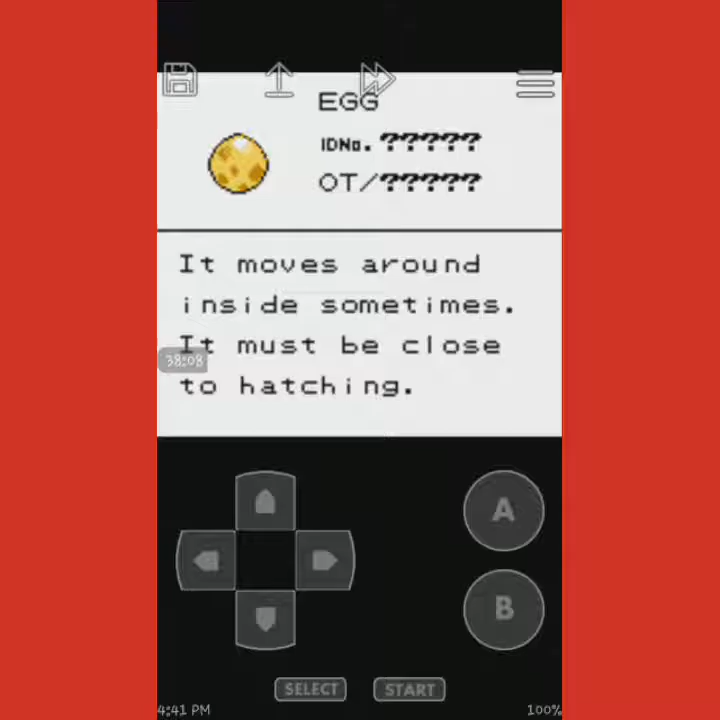 EGG
IDNo. ?????
OT/?????
It moves around
inside sometimes.
It must be close
to hatching.
38:08
A
B
SELECT START
4:41 PM 100%